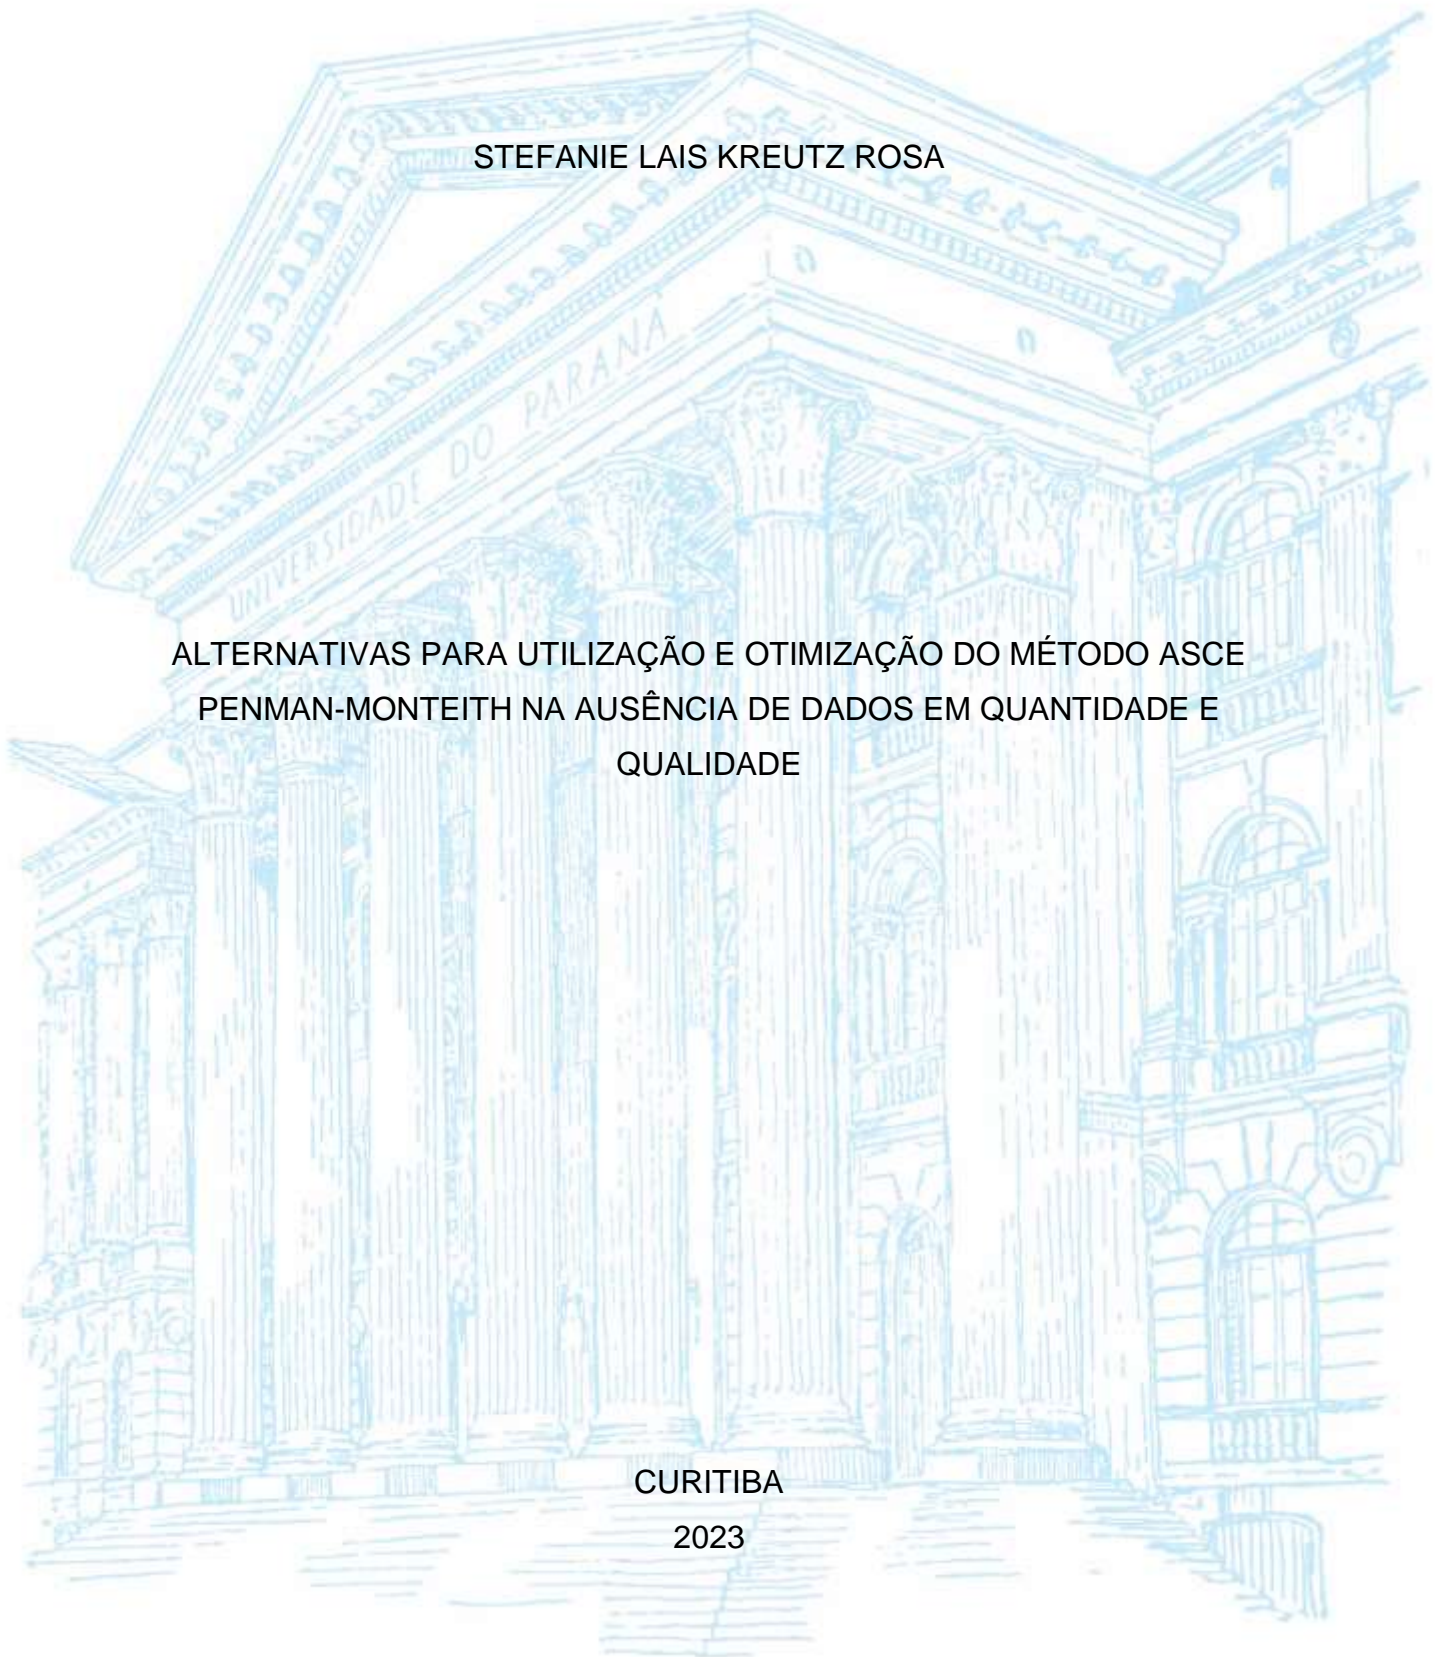 STEFANIE LAIS KREUTZ ROSA
UNIVERSIDADE DO PARANÁ
ALTERNATIVAS PARA UTILIZAÇÃO E OTIMIZAÇÃO DO MÉTODO ASCE
PENMAN-MONTEITH NA AUSÊNCIA DE DADOS EM QUANTIDADE E
QUALIDADE
CURITIBA
2023